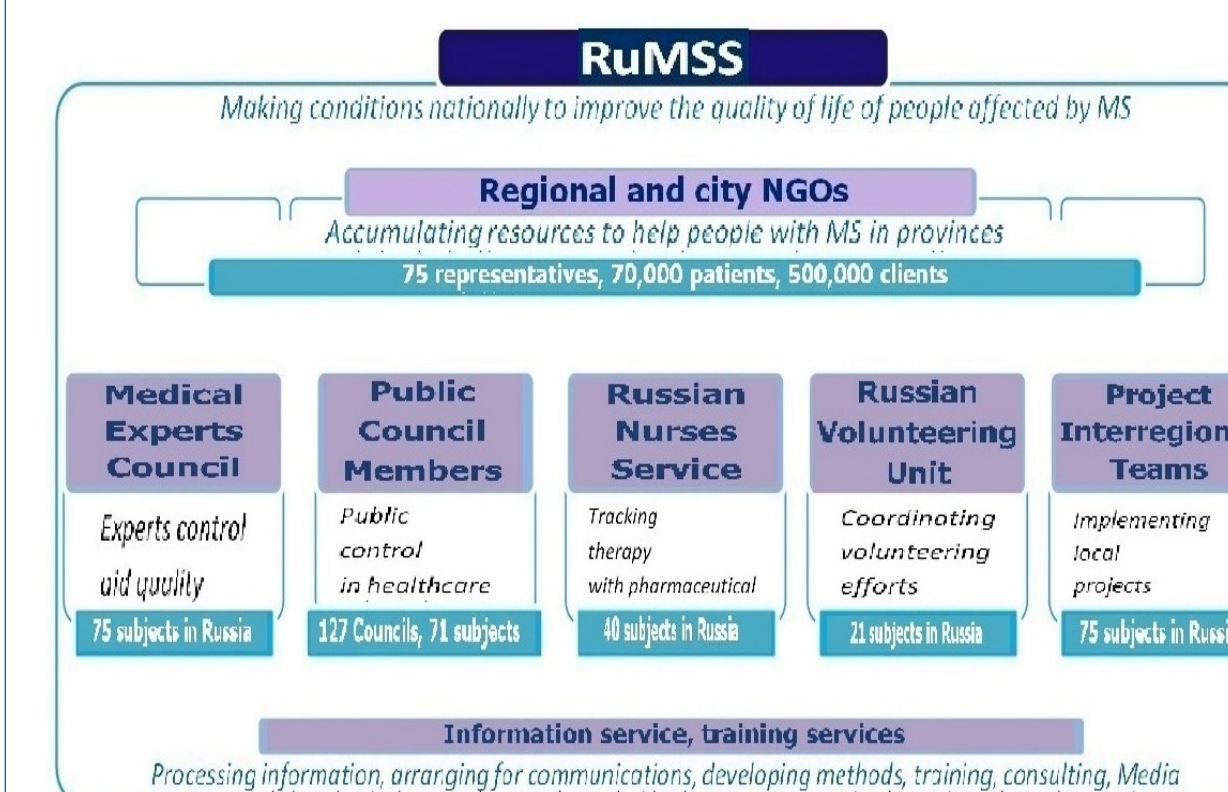 RuMSS
Making conditions nationally to improve the quality of life of people affected by MS
Regional and city NGOs
Accumulating resources to help people with MS in provinces
75 representatives, 70,000 patients, 500,000 clients
Medical
Experts
Council
Experts control
aid quality
75 subjects in Russia
Public
Council
Members
Public
control
in healthcare
127 Councils, 71 subjects
Russian
Nurses
Service
Tracking
therapy
with pharmaceutical
40 subjects in Russia
Russian
Volunteering
Unit
Coordinating
volunteering
efforts
21 subjects in Russia
Project
Interregion
Teams
Implementing
local
projects
75 subjects in Russi
Information service, training services
Processing information, arranging for communications, developing methods, training, consulting, Media